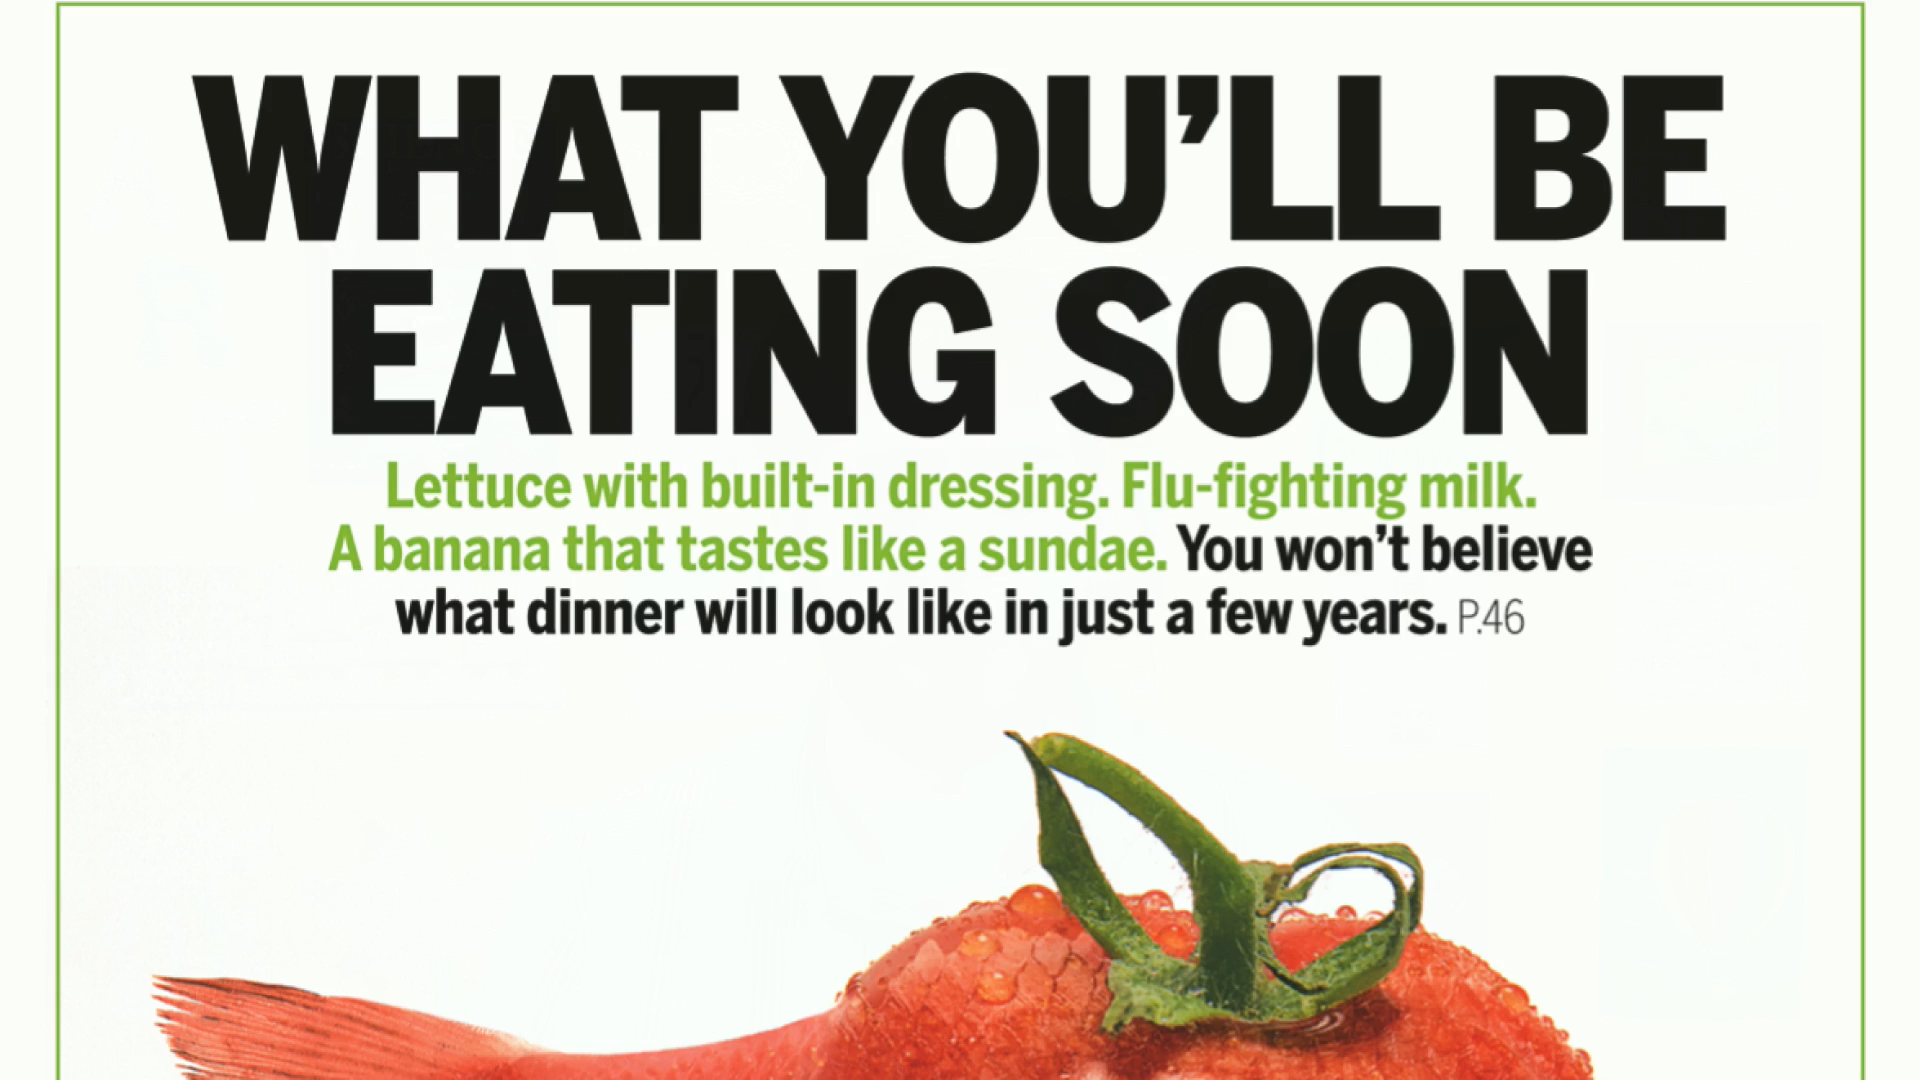 WHAT YOU'LL BE
EATING SOON
Lettuce with built-in dressing. Flu-fighting milk.
A banana that tastes like a sundae. You won't believe
what dinner will look like in just a few years. P.46